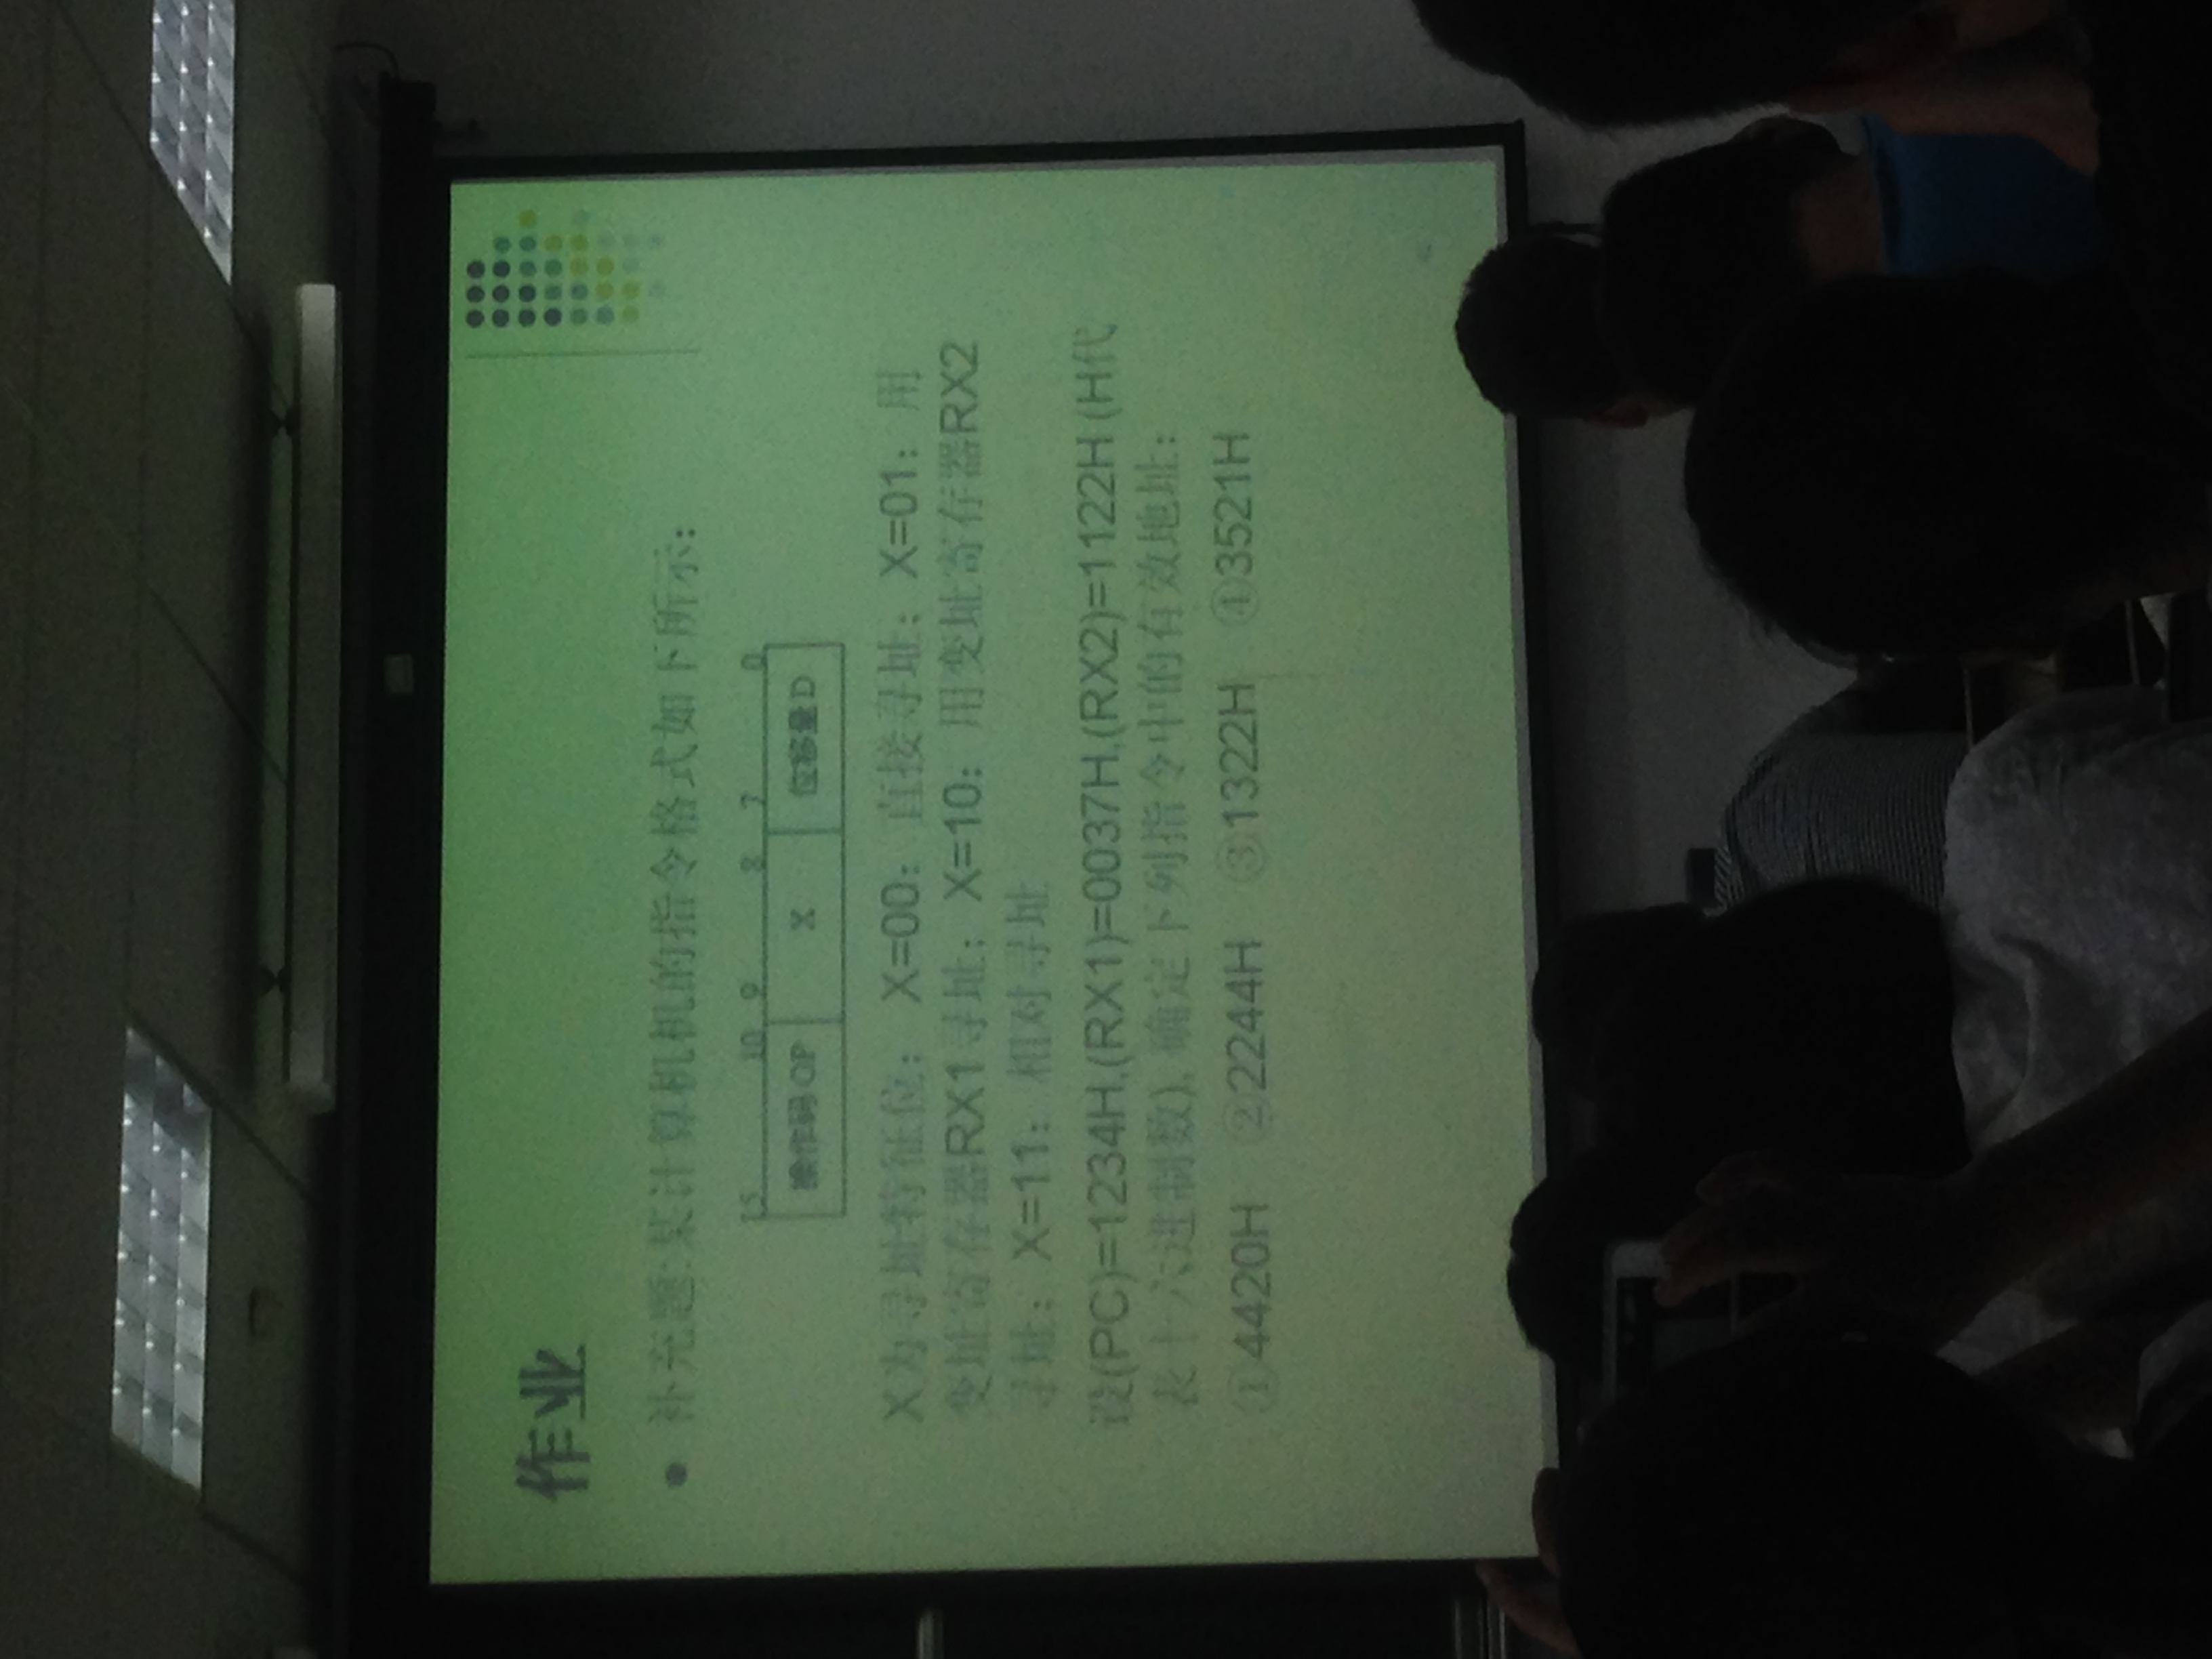 作业
补充题:某计算机机的指令格式如下所示：
15 10 9 8 7 0
操作码OP X 位移量D
X为寻址特征位： X=00：直接寻址；X=01：用
变址寄存器RX1寻址；X=10：用变址寄存器RX2
寻址；X=11：相对寻址
设(PC)=1234H,(RX1)=0037H,(RX2)=1122H (H代
表十六进制数), 确定下列指令中的有效地址：
①4420H ②2244H ③1322H ④3521H